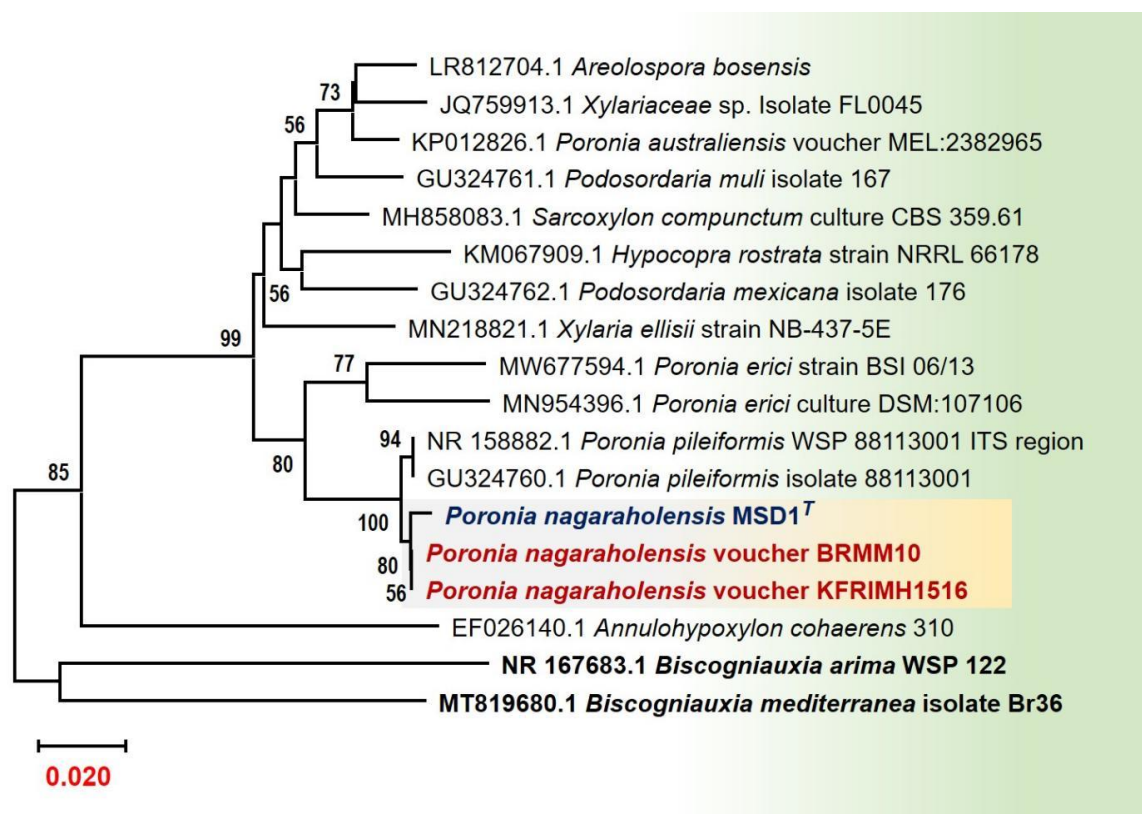 LR812704.1 Areolospora bosensis
73
JQ759913.1 Xylariaceae sp. Isolate FL0045
56
KP012826.1 Poronia australiensis voucher MEL:2382965
GU324761.1 Podosordaria muli isolate 167
MH858083.1 Sarcoxylon compunctum culture CBS 359.61
KM067909.1 Hypocopra rostrata strain NRRL 66178
56
GU324762.1 Podosordaria mexicana isolate 176
MN218821.1 Xylaria ellisii strain NB-437-5E
99
77
MW677594.1 Poronia erici strain BSI 06/13
MN954396.1 Poronia erici culture DSM:107106
94
NR 158882.1 Poronia pileiformis WSP 88113001 ITS region
80
85
GU324760.1 Poronia pileiformis isolate 88113001
100
Poronia nagaraholensis MSD1T
80
Poronia nagaraholensis voucher BRMM10
56
Poronia nagaraholensis voucher KFRIMH1516
EF026140.1 Annulohypoxylon cohaerens 310
NR 167683.1 Biscogniauxia arima WSP 122
MT819680.1 Biscogniauxia mediterranea isolate Br36
0.020